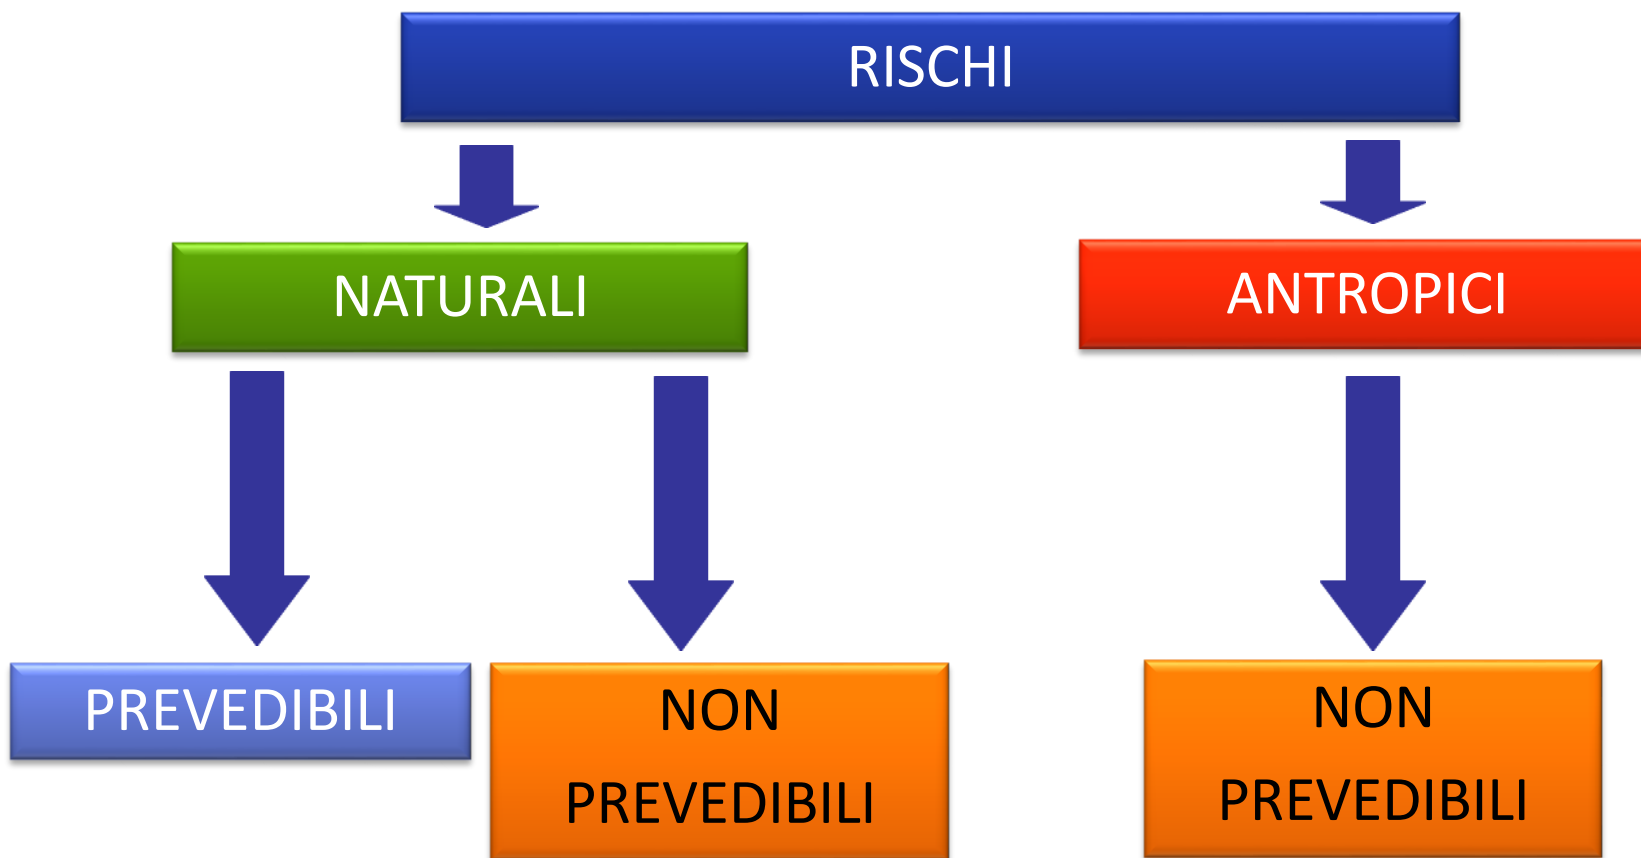 RISCHI
NATURALI
ANTROPICI
PREVEDIBILI
NON
PREVEDIBILI
NON
PREVEDIBILI